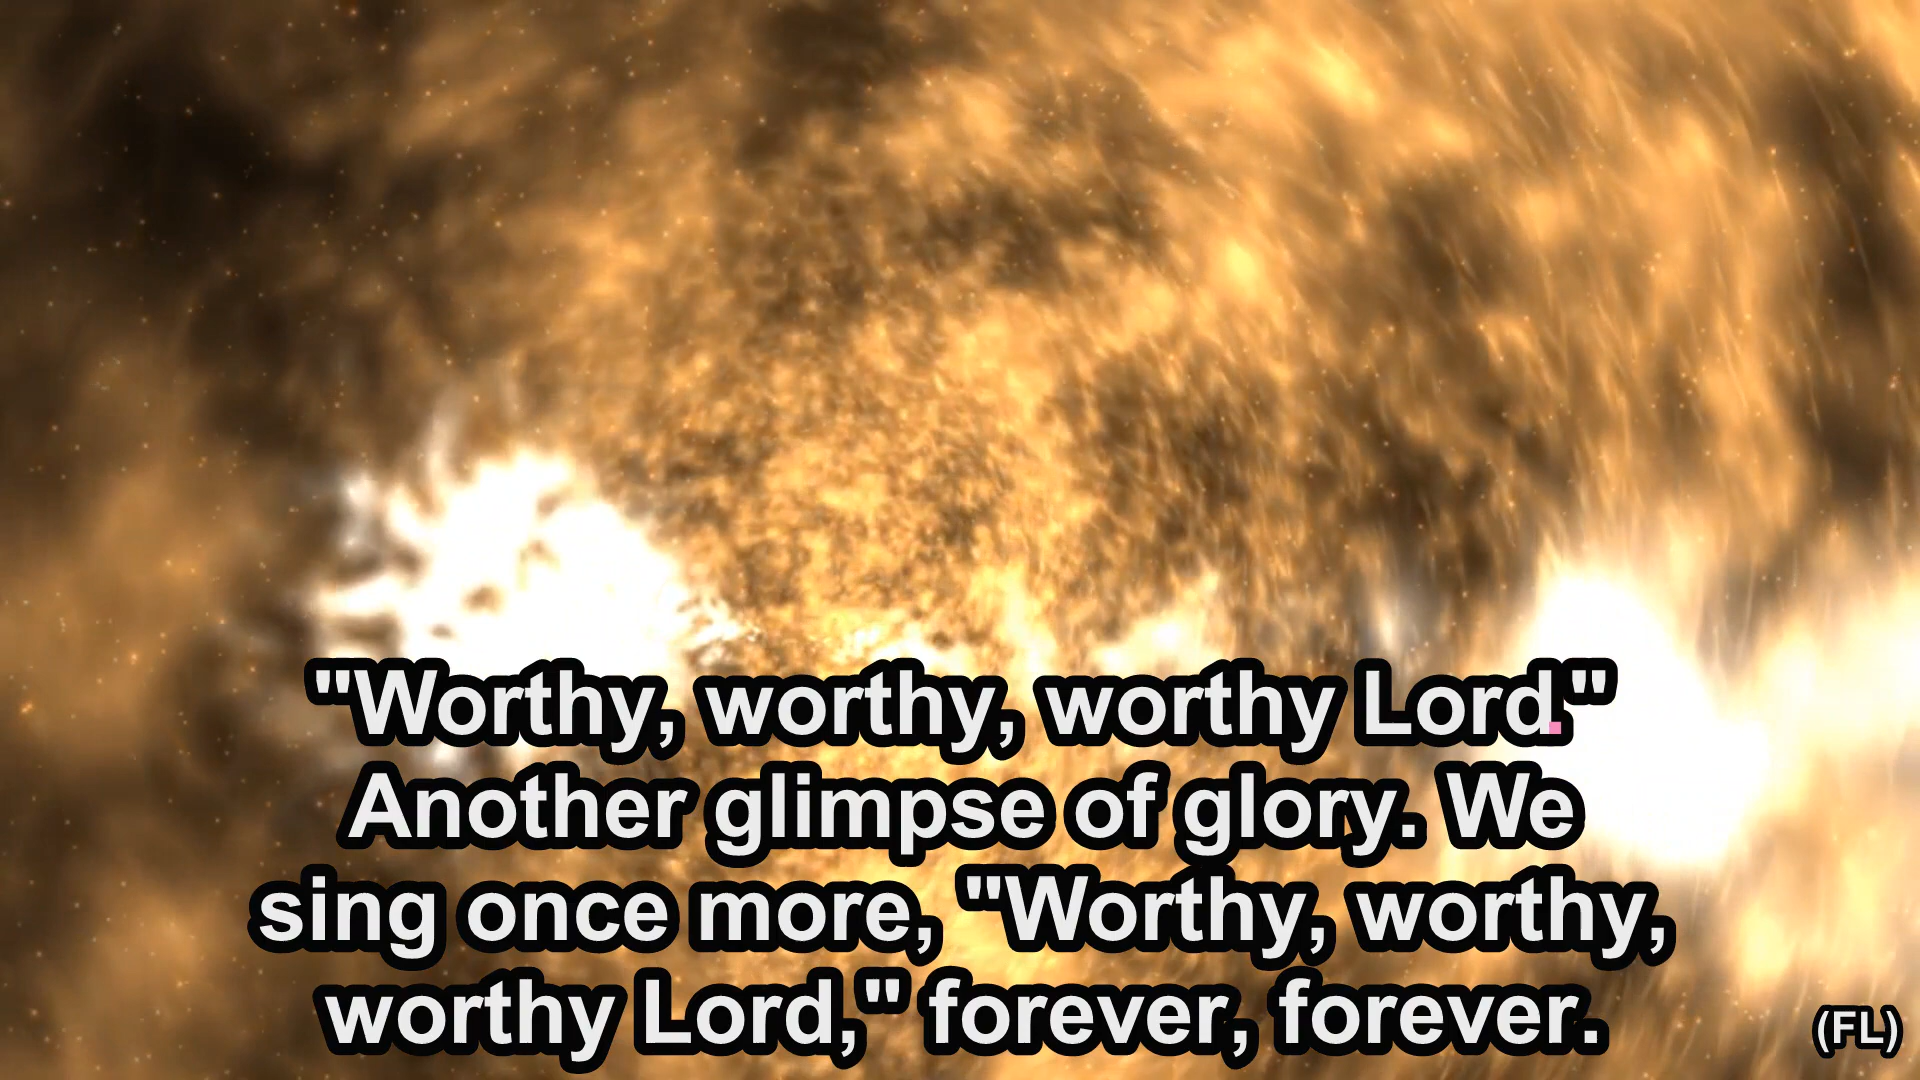 "Worthy, worthy, worthy Lord."
Another glimpse of glory. We
sing once more, "Worthy, worthy,
worthy Lord," forever, forever.
(FL)